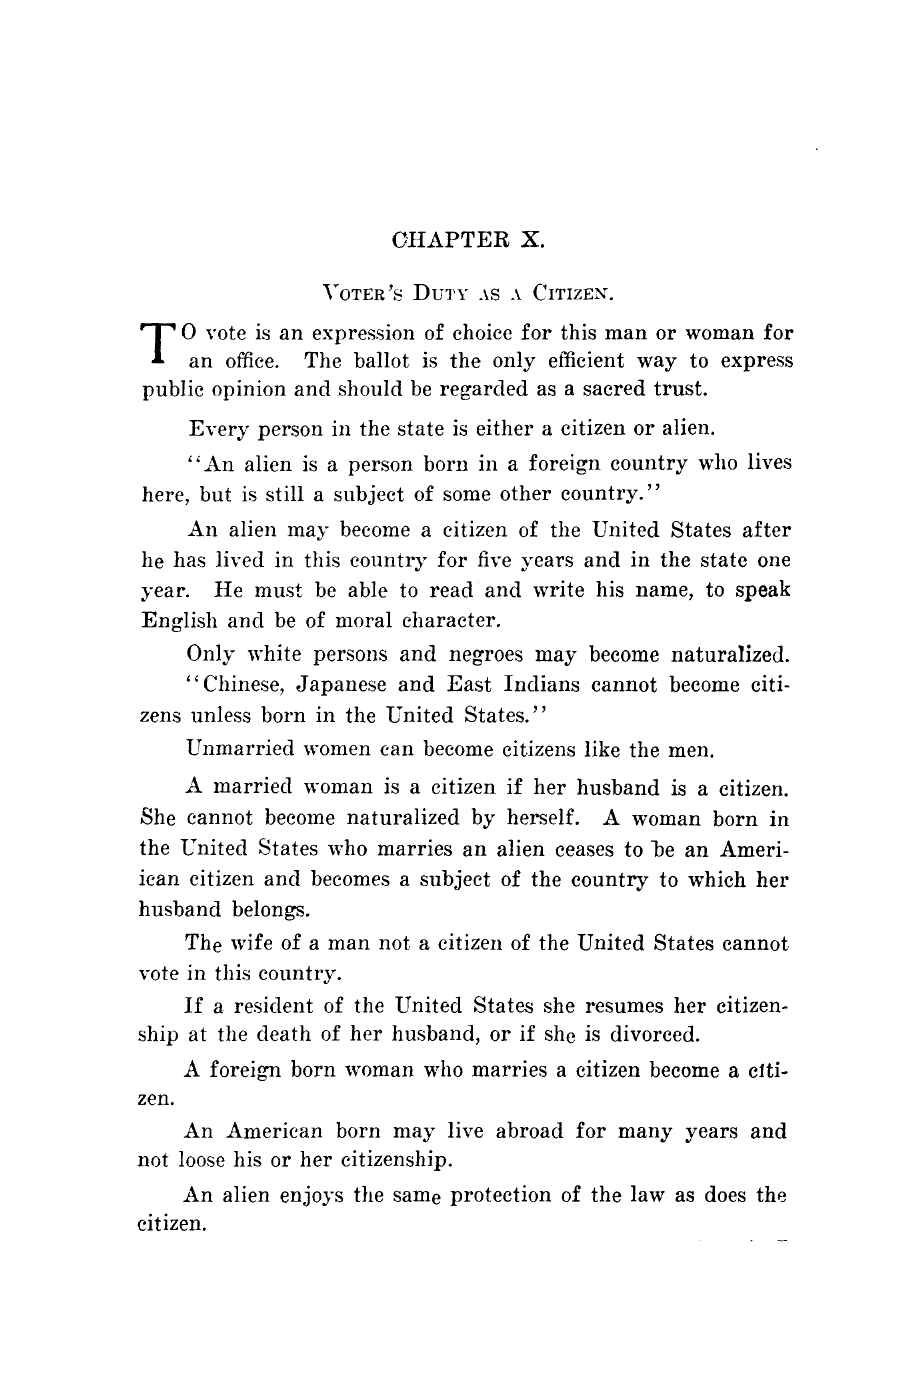 CHAPTER X.
VOTER'S DUTY AS A CITIZEN.
TO vote is an expression of choice for this man or woman for
an office. The ballot is the only efficient way to express
public opinion and should be regarded as a sacred trust.
Every person in the state is either a citizen or alien.
"An alien is a person born in a foreign country who lives
here, but is still a subject of some other country."
An alien may become a citizen of the United States after
he has lived in this country for five years and in the state one
year. He must be able to read and write his name, to speak
English and be of moral character.
Only white persons and negroes may become naturalized.
"Chinese, Japanese and East Indians cannot become citi-
zens unless born in the United States."
Unmarried women can become citizens like the men.
A married woman is a citizen if her husband is a citizen.
She cannot become naturalized by herself. A woman born in
the United States who marries an alien ceases to be an Ameri-
ican citizen and becomes a subject of the country to which her
husband belongs.
The wife of a man not a citizen of the United States cannot
vote in this country.
If a resident of the United States she resumes her citizen-
ship at the death of her husband, or if she is divorced.
A foreign born woman who marries a citizen become a citi-
zen.
An American born may live abroad for many years and
not loose his or her citizenship.
An alien enjoys the same protection of the law as does the
citizen.